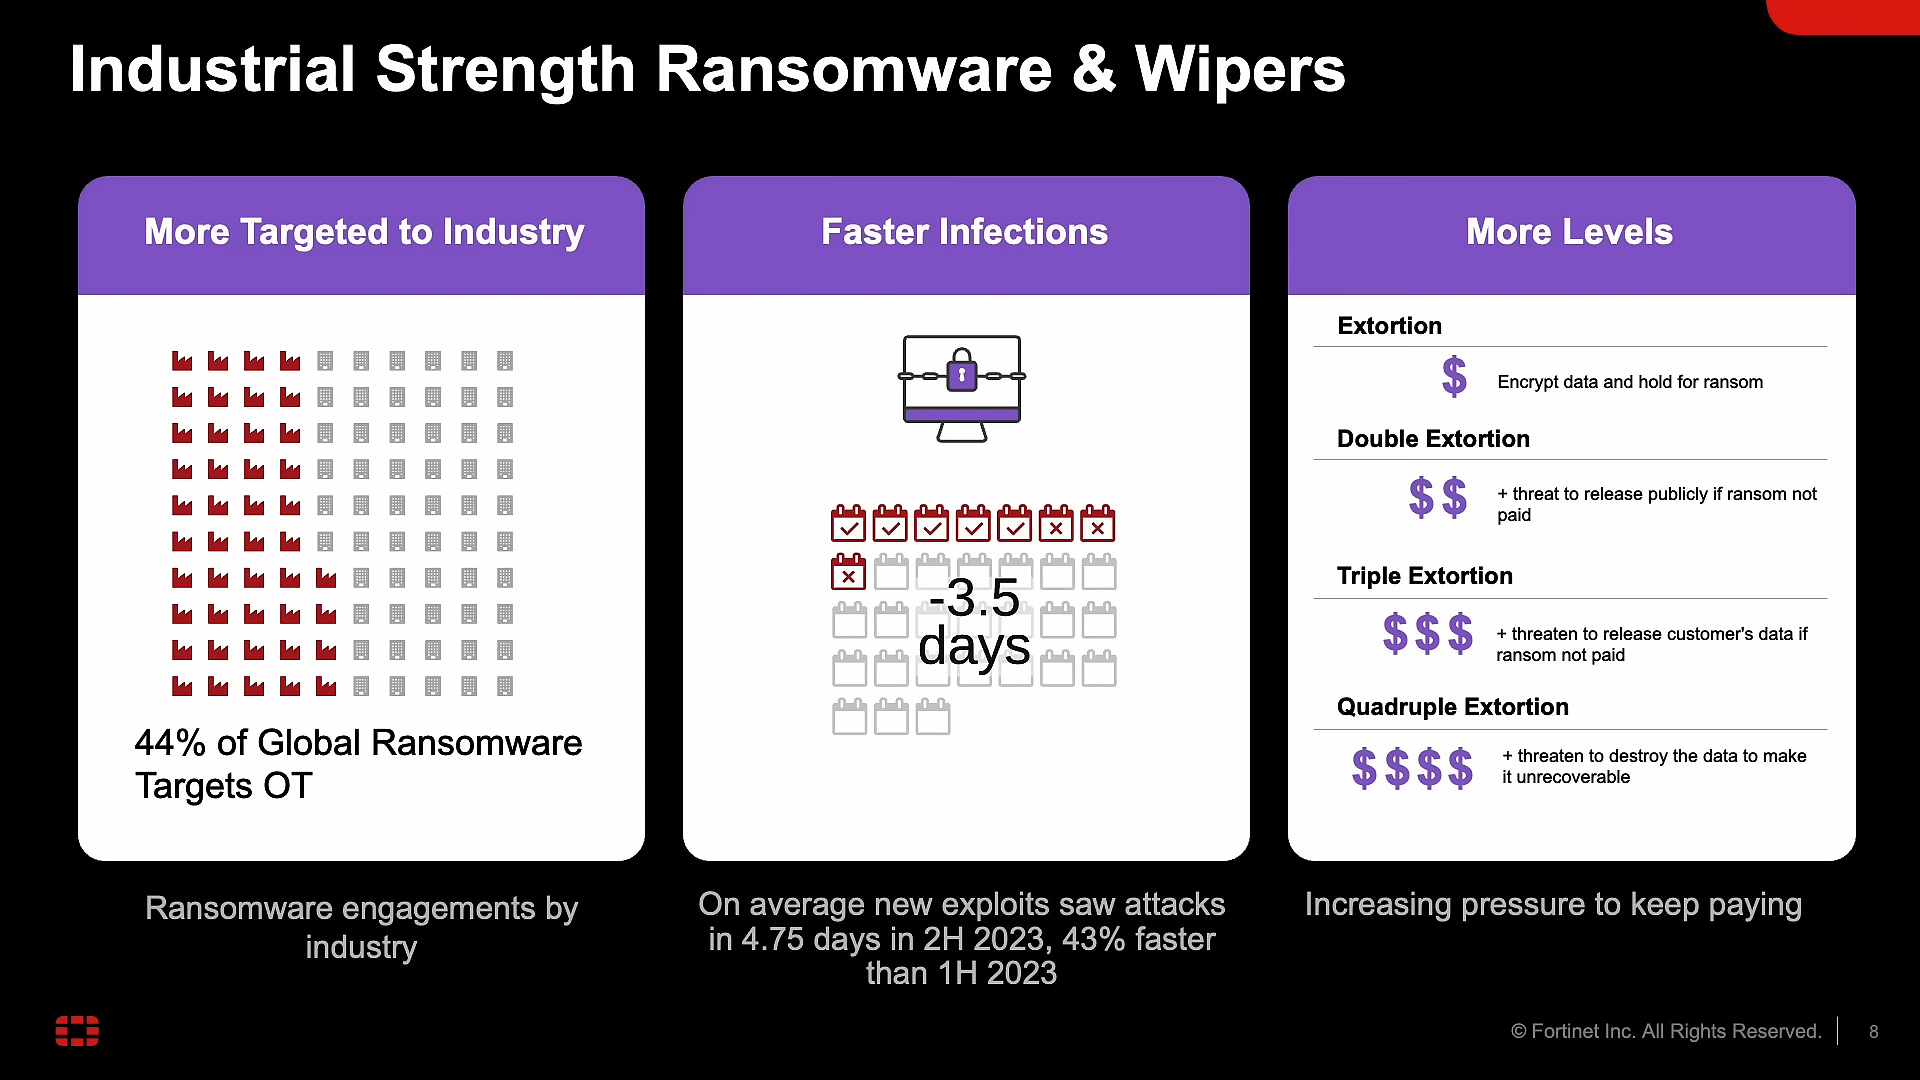 Industrial Strength Ransomware & Wipers
More Targeted to Industry
44% of Global Ransomware
Targets OT
Ransomware engagements by
industry
Faster Infections
-3.5
days
On average new exploits saw attacks
in 4.75 days in 2H 2023, 43% faster
than 1H 2023
More Levels
Extortion
$ Encrypt data and hold for ransom
Double Extortion
$$ + threat to release publicly if ransom not
paid
Triple Extortion
$$$ + threaten to release customer's data if
ransom not paid
Quadruple Extortion
$$$$ + threaten to destroy the data to make
it unrecoverable
Increasing pressure to keep paying
© Fortinet Inc. All Rights Reserved. 8